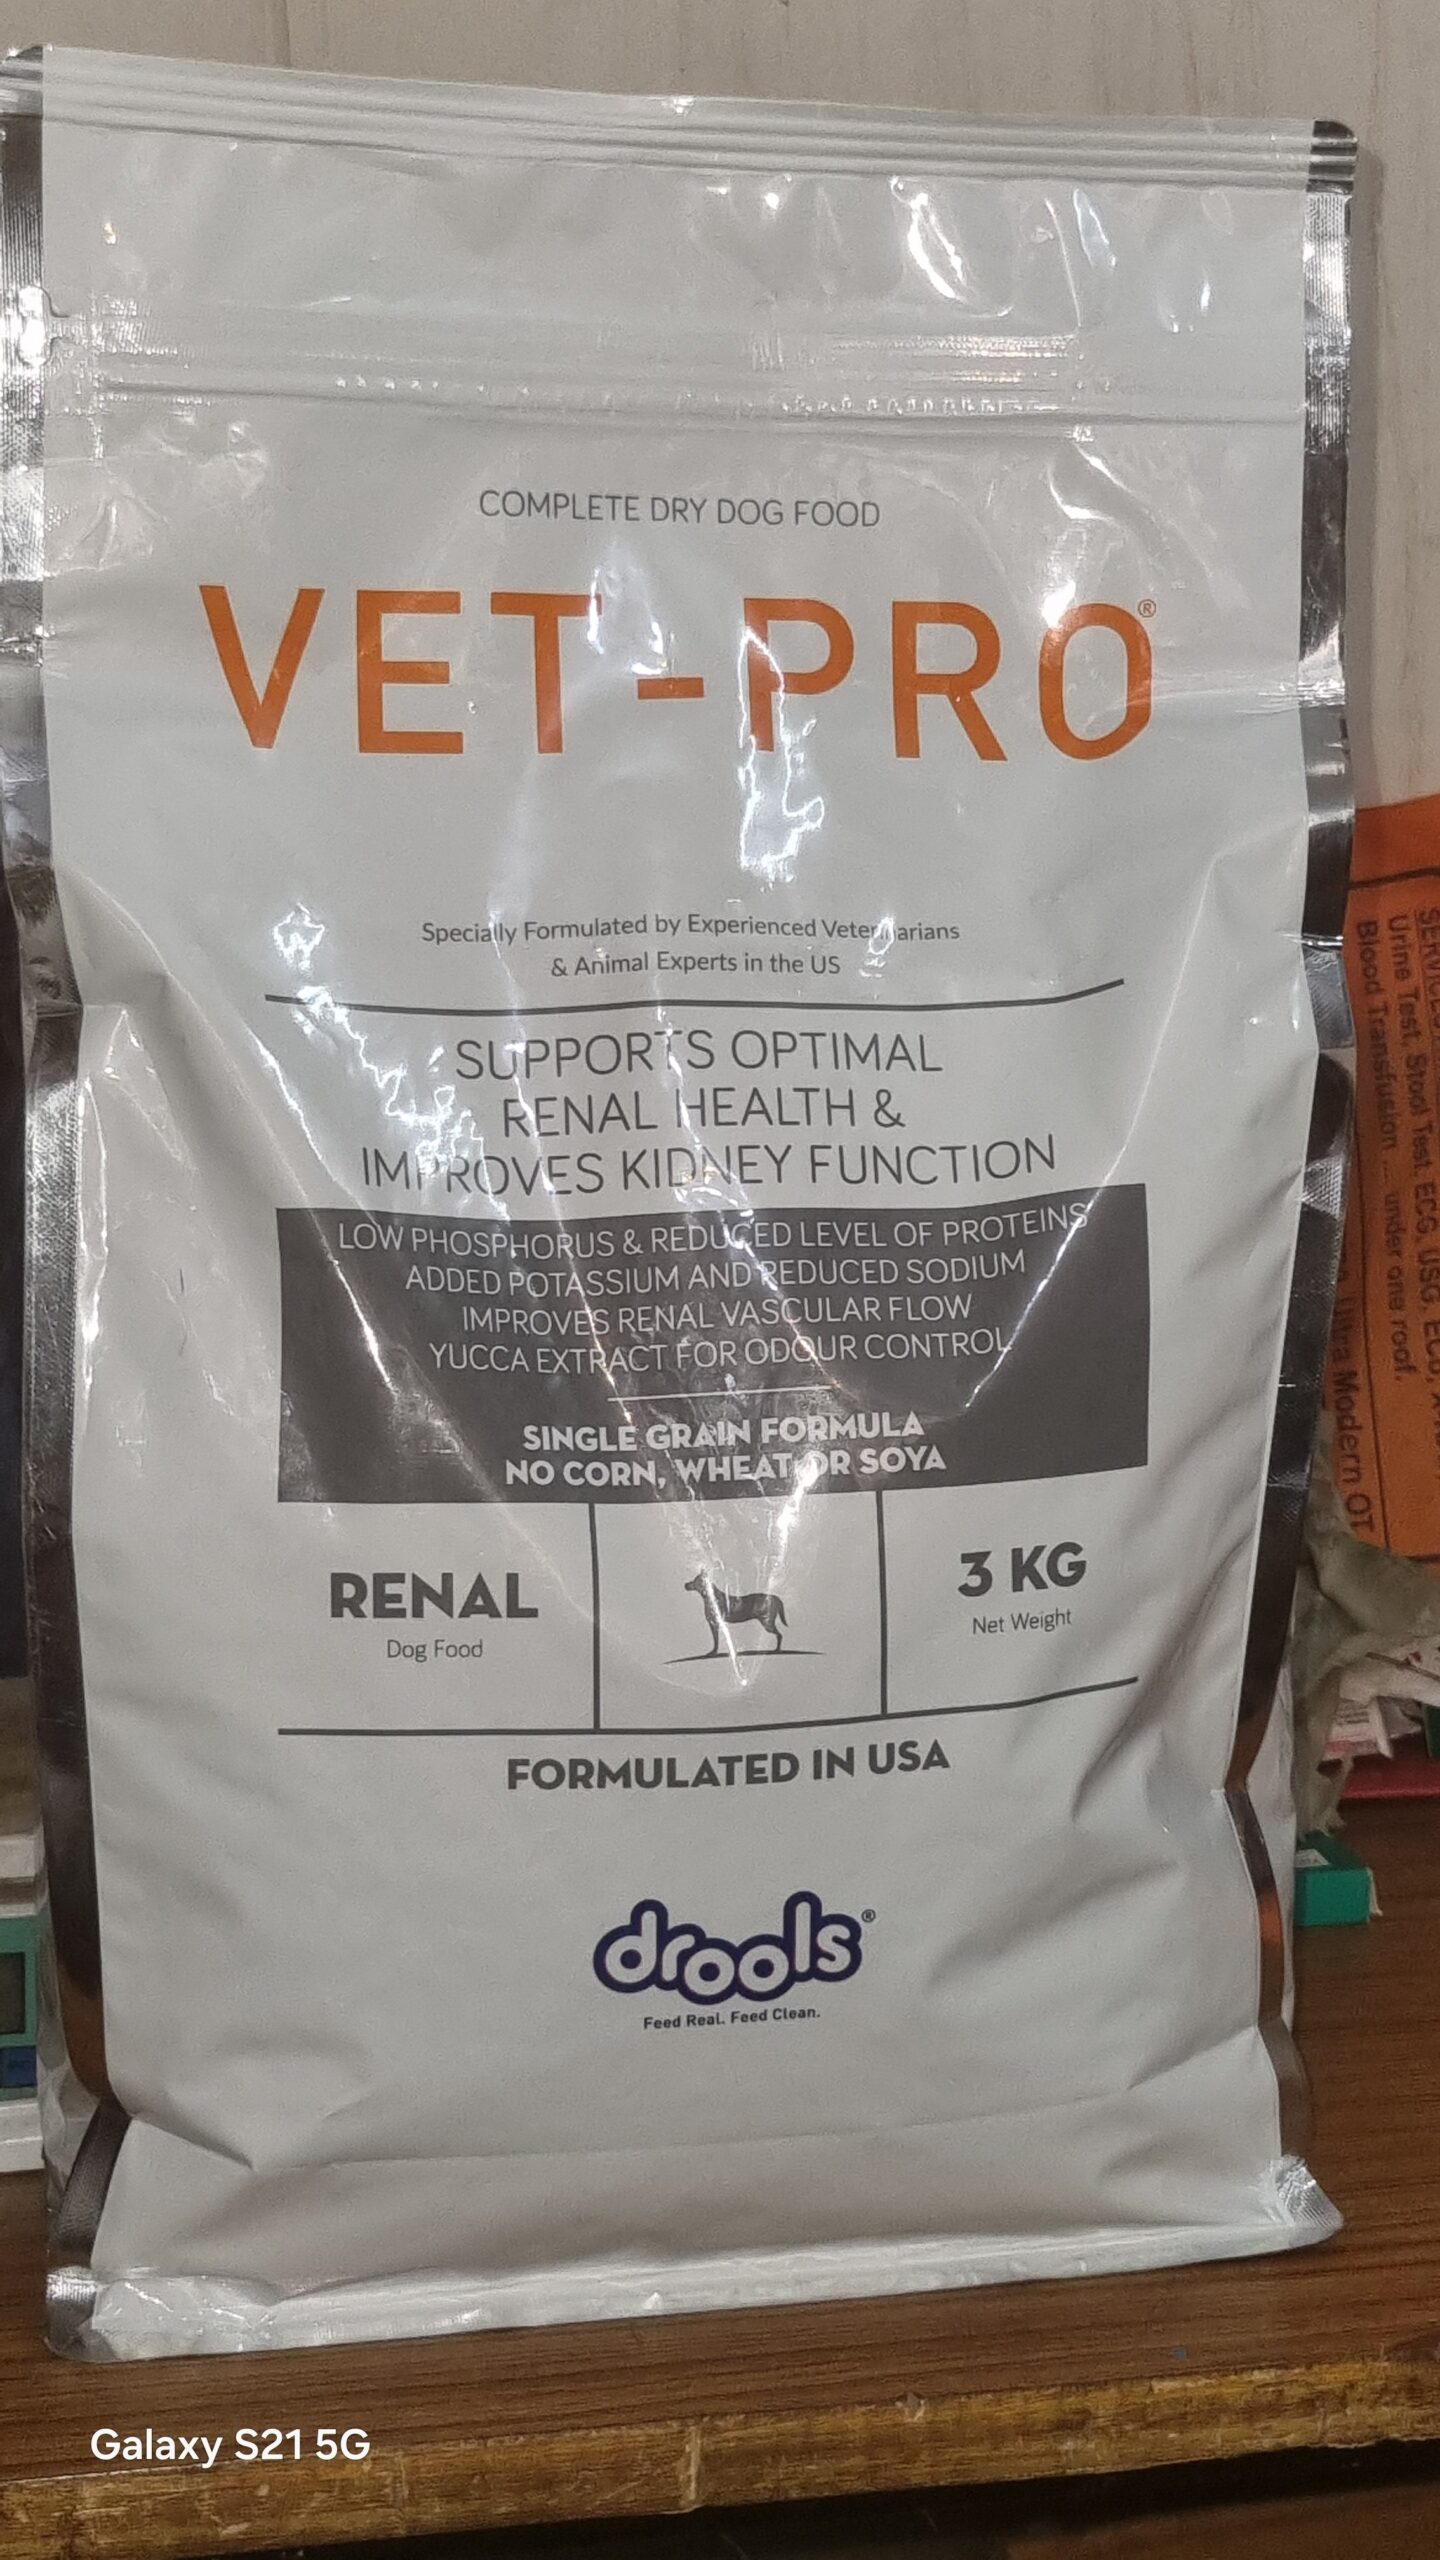 COMPLETE DRY DOG FOOD
VET-PRO®
Specially Formulated by Experienced Veterinarians
& Animal Experts in the US
SUPPORTS OPTIMAL
RENAL HEALTH &
IMPROVES KIDNEY FUNCTION
LOW PHOSPHORUS & REDUCED LEVEL OF PROTEINS
ADDED POTASSIUM AND REDUCED SODIUM
IMPROVES RENAL VASCULAR FLOW
YUCCA EXTRACT FOR ODOUR CONTROL
SINGLE GRAIN FORMULA
NO CORN, WHEAT OR SOYA
RENAL
Dog Food
3 KG
Net Weight
FORMULATED IN USA
drools®
Feed Real. Feed Clean.
Urine Test, Stool Test ECG, USG,
Blood Transfusion ..... under one roof.
Ultra Modern OT
Galaxy S21 5G